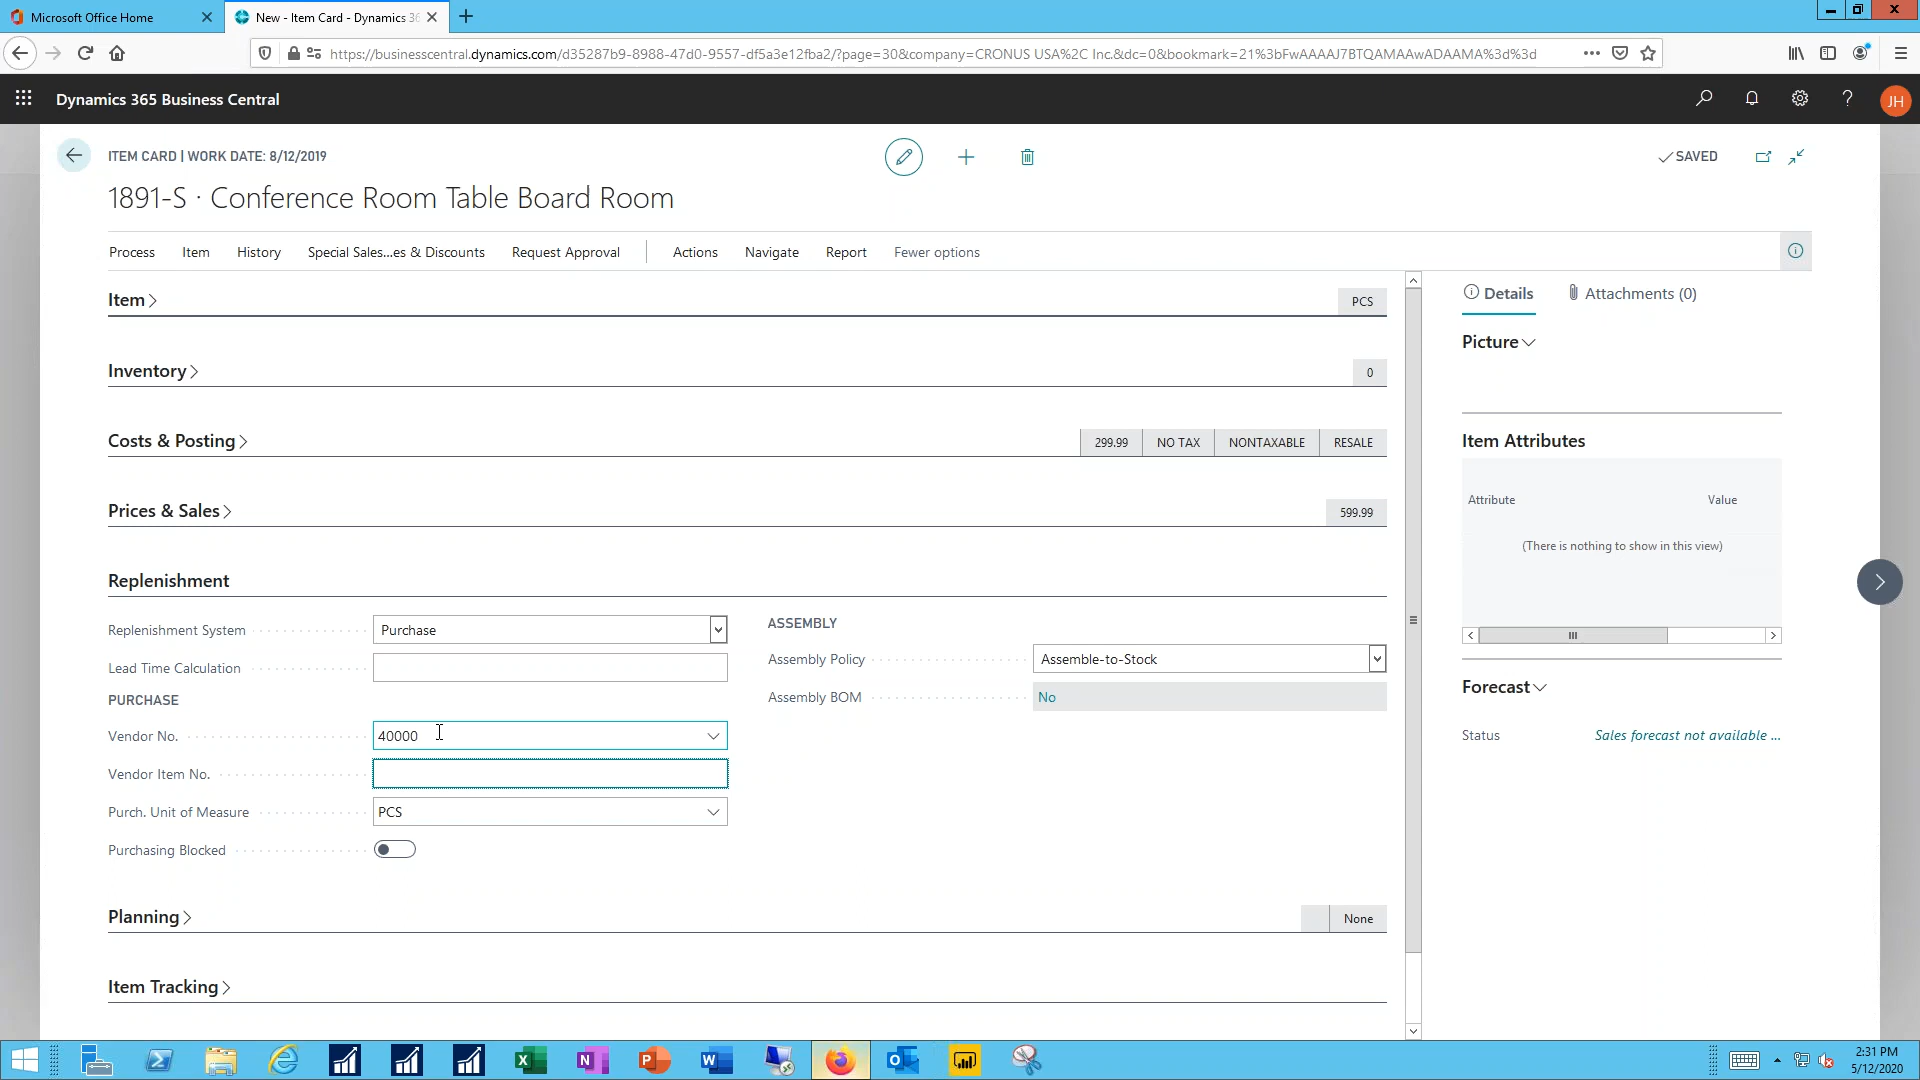 Microsoft Office Home
New - Item Card - Dynamics 36
https://businesscentral.dynamics.com/d35287b9-8988-47d0-9557-df5a3e12fba2/?page=30&company=CRONUS USA%2C Inc.&dc=0&bookmark=21%3bFwAAAAJ7BTQAMAAwADAAMA%3d%3d
Dynamics 365 Business Central
JH
ITEM CARD | WORK DATE: 8/12/2019
SAVED
1891-S · Conference Room Table Board Room
Process Item History Special Sales...es & Discounts Request Approval Actions Navigate Report Fewer options
Item
PCS
Details Attachments (0)
Picture
Inventory
0
Costs & Posting
299.99 NO TAX NONTAXABLE RESALE
Item Attributes
Attribute Value
(There is nothing to show in this view)
Prices & Sales
599.99
Replenishment
Replenishment System Purchase
Lead Time Calculation
PURCHASE
Vendor No. 40000
Vendor Item No.
Purch. Unit of Measure PCS
Purchasing Blocked
ASSEMBLY
Assembly Policy Assemble-to-Stock
Assembly BOM No
Forecast
Status Sales forecast not available ...
Planning
None
Item Tracking
2:31 PM
5/12/2020